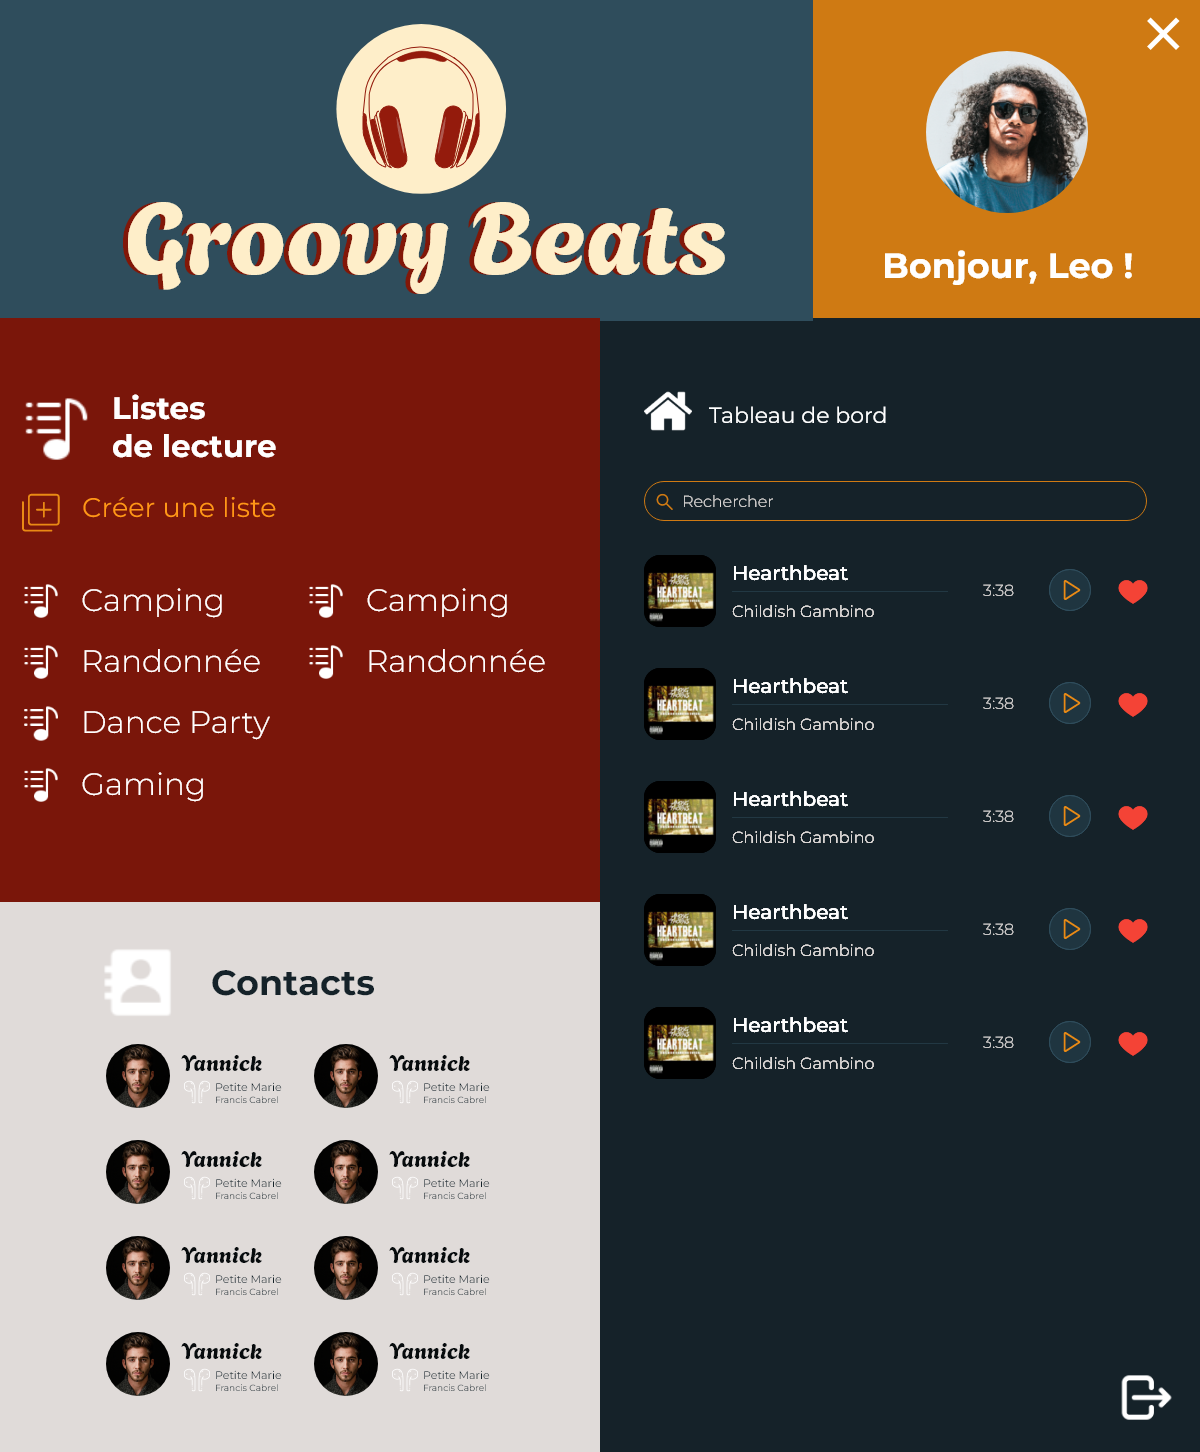 Groovy Beats
Bonjour, Leo !
Listes
de lecture
Créer une liste
Camping
Camping
Randonnée
Randonnée
Dance Party
Gaming
Tableau de bord
Rechercher
HEARTBEAT
Hearthbeat
Childish Gambino
3:38
HEARTBEAT
Hearthbeat
Childish Gambino
3:38
HEARTBEAT
Hearthbeat
Childish Gambino
3:38
HEARTBEAT
Hearthbeat
Childish Gambino
3:38
HEARTBEAT
Hearthbeat
Childish Gambino
3:38
Contacts
Yannick
Petite Marie
Francis Cabrel
Yannick
Petite Marie
Francis Cabrel
Yannick
Petite Marie
Francis Cabrel
Yannick
Petite Marie
Francis Cabrel
Yannick
Petite Marie
Francis Cabrel
Yannick
Petite Marie
Francis Cabrel
Yannick
Petite Marie
Francis Cabrel
Yannick
Petite Marie
Francis Cabrel